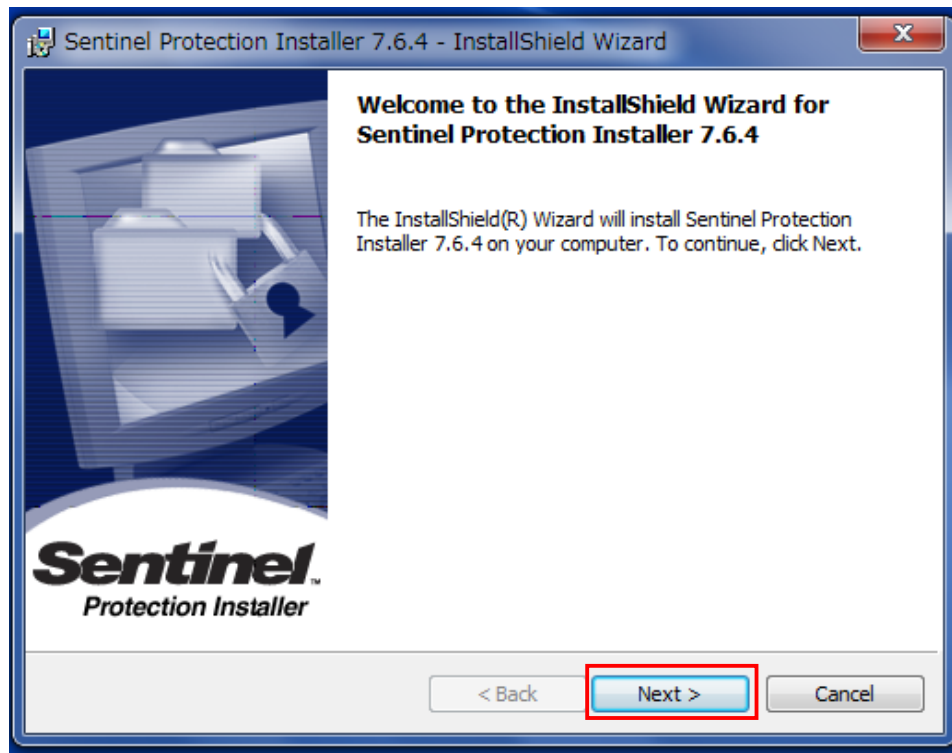 Sentinel Protection Installer 7.6.4 - InstallShield Wizard
Welcome to the InstallShield Wizard for
Sentinel Protection Installer 7.6.4
The InstallShield(R) Wizard will install Sentinel Protection
Installer 7.6.4 on your computer. To continue, click Next.
Sentinel™
Protection Installer
< Back
Next >
Cancel